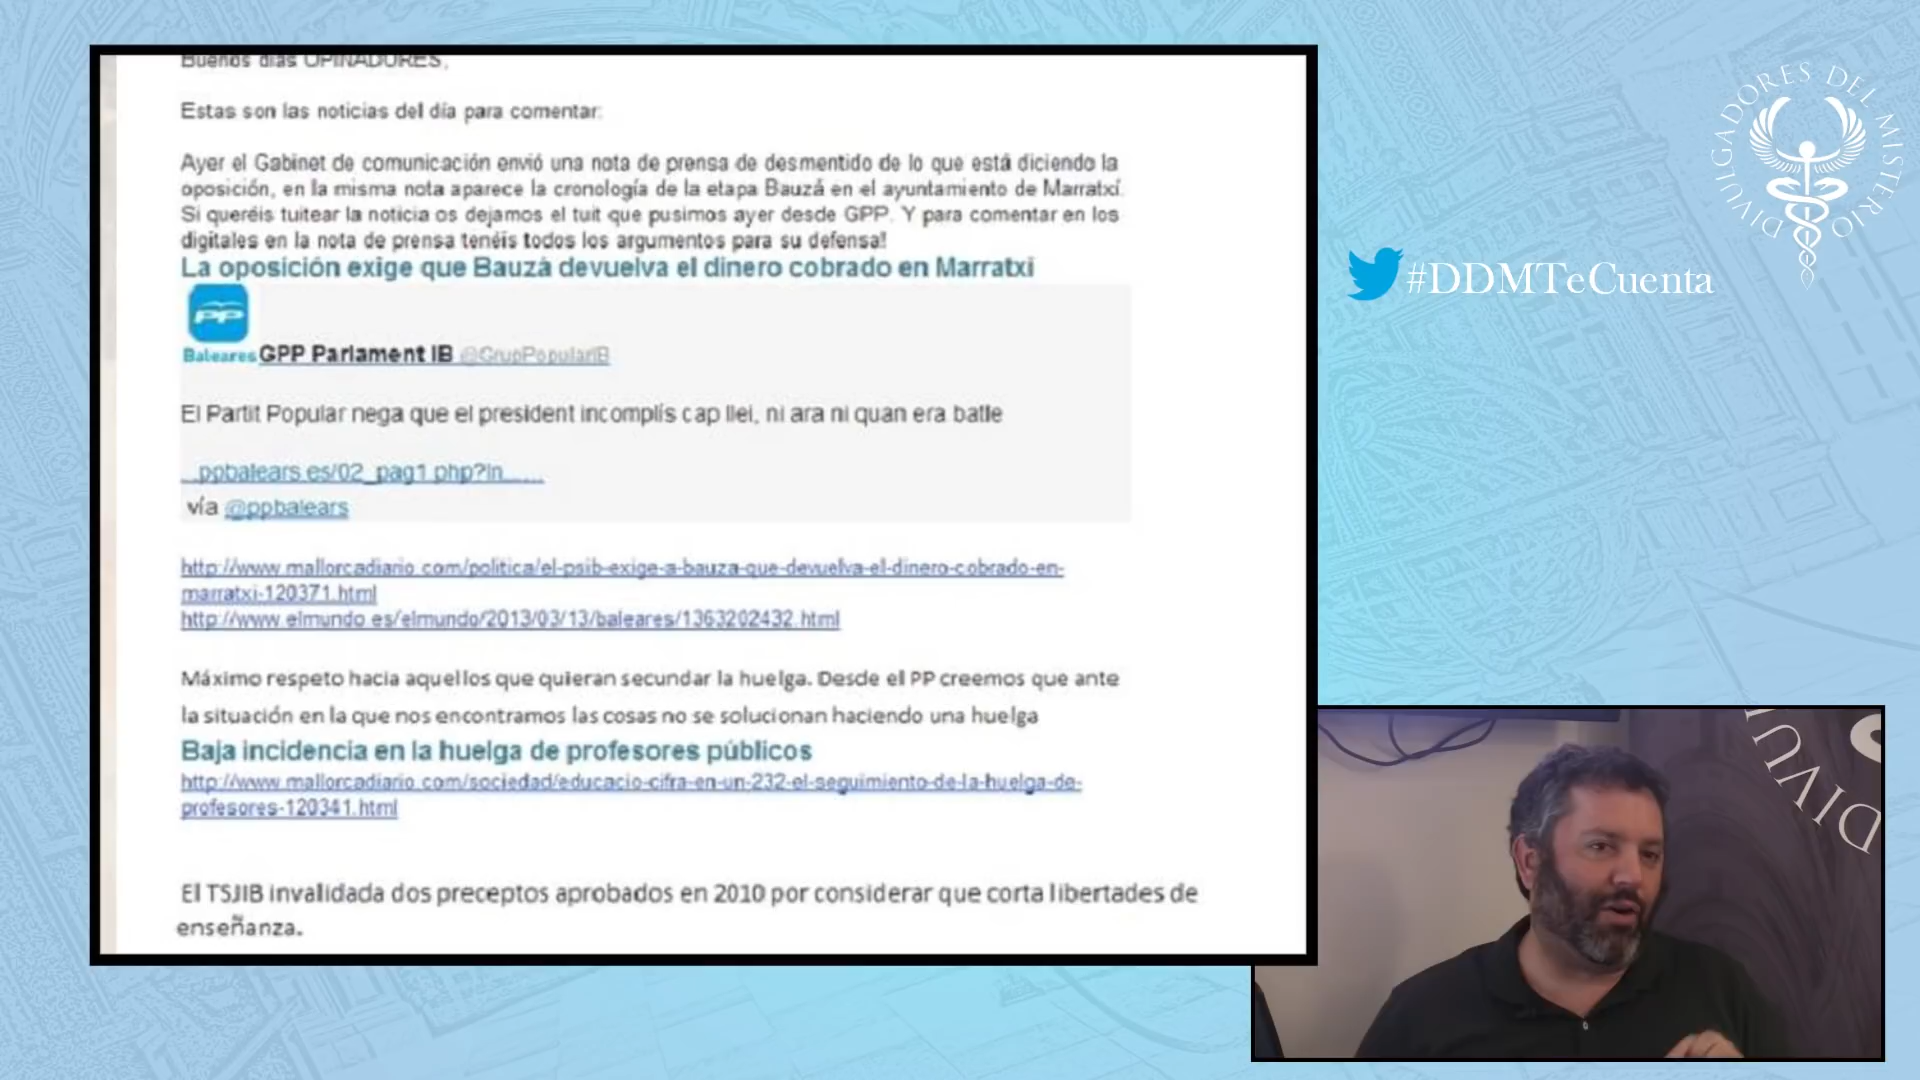 Buenos días OPINADORES,
Estas son las noticias del día para comentar:
Ayer el Gabinet de comunicación envió una nota de prensa de desmentido de lo que está diciendo la
oposición, en la misma nota aparece la cronología de la etapa Bauzá en el ayuntamiento de Marratxí.
Si queréis tuitear la noticia os dejamos el tuit que pusimos ayer desde GPP. Y para comentar en los
digitales en la nota de prensa tenéis todos los argumentos para su defensa!
La oposición exige que Bauzá devuelva el dinero cobrado en Marratxi
PP
Baleares GPP Parlament IB @GrupPopularIB
El Partit Popular nega que el president incomplís cap llei, ni ara ni quan era batle
ppbalears.es/02_pag1.php?in......
vía @ppbalears
http://www.mallorcadiario.com/politica/el-psib-exige-a-bauza-que-devuelva-el-dinero-cobrado-en-
marratxi-120371.html
http://www.elmundo.es/elmundo/2013/03/13/baleares/1363202432.html
Máximo respeto hacia aquellos que quieran secundar la huelga. Desde el PP creemos que ante
la situación en la que nos encontramos las cosas no se solucionan haciendo una huelga
Baja incidencia en la huelga de profesores públicos
http://www.mallorcadiario.com/sociedad/educacio-cifra-en-un-232-el-seguimiento-de-la-huelga-de-
profesores-120341.html
El TSJIB invalidada dos preceptos aprobados en 2010 por considerar que corta libertades de
enseñanza.
DIVULGADORES DEL MISTERIO
#DDMTeCuenta
DIVU
DIVU